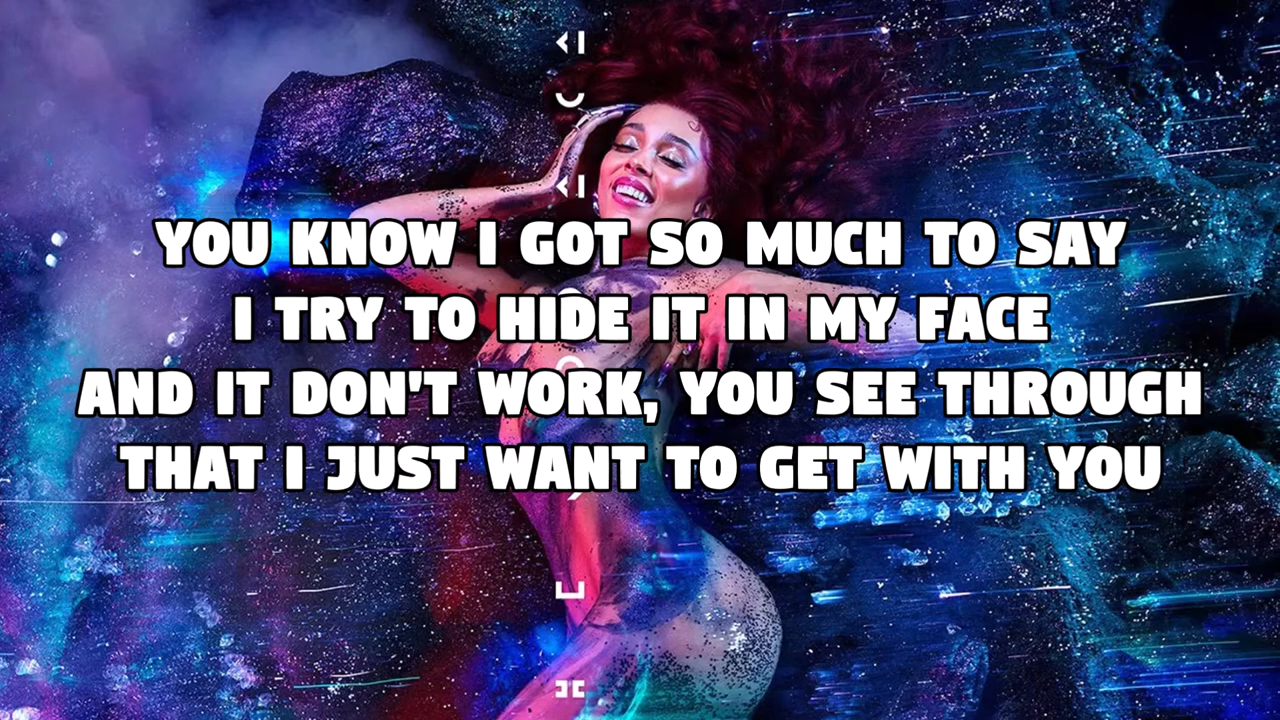 YOU KNOW I GOT SO MUCH TO SAY
I TRY TO HIDE IT IN MY FACE
AND IT DON'T WORK, YOU SEE THROUGH
THAT I JUST WANT TO GET WITH YOU